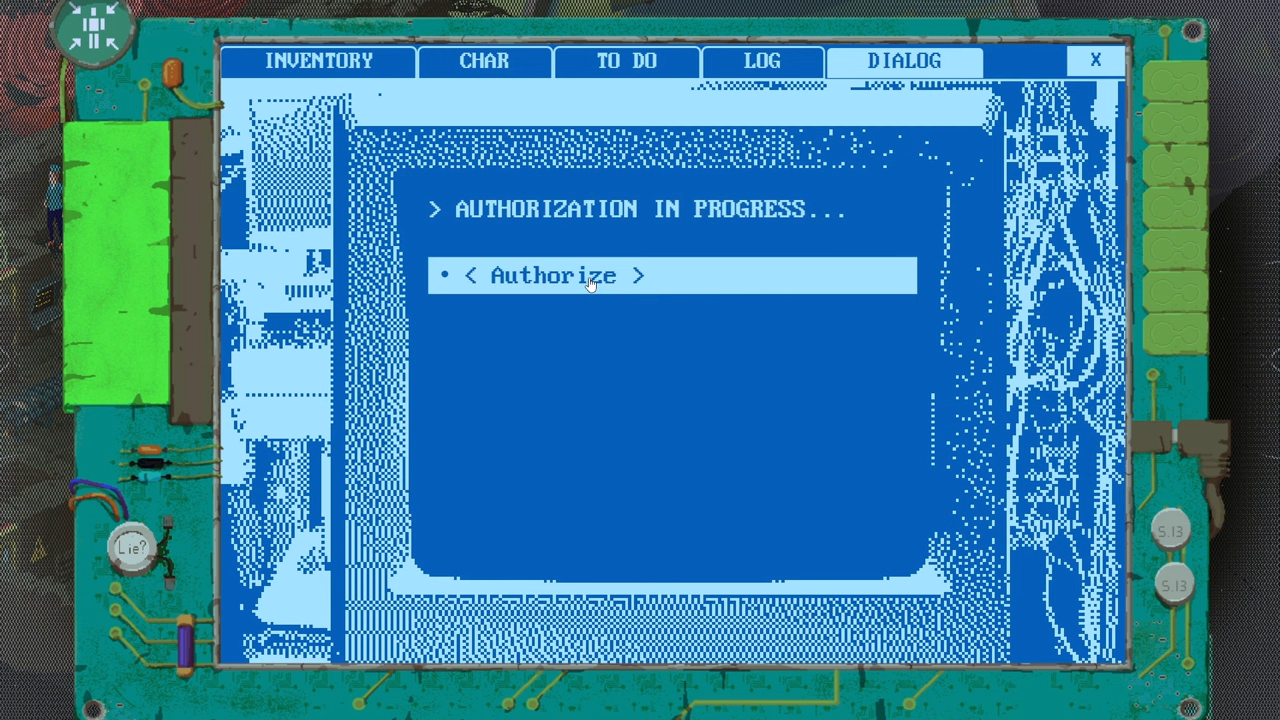 INVENTORY
CHAR
TO DO
LOG
DIALOG
X
> AUTHORIZATION IN PROGRESS...
• < Authorize >
Lie?
S.13
S.13